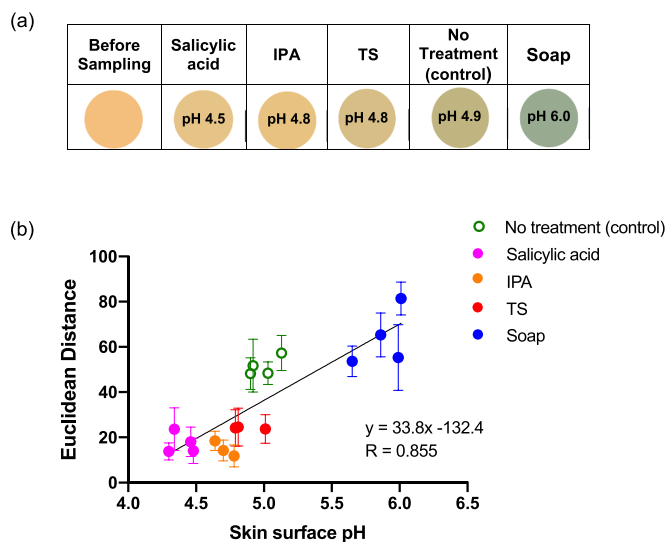 (a)
Before
Sampling
Salicylic
acid
IPA
TS
No
Treatment
(control)
Soap
pH 4.5
pH 4.8
pH 4.8
pH 4.9
pH 6.0
(b)
No treatment (control)
Salicylic acid
IPA
TS
Soap
100
80
60
40
20
0
Euclidean Distance
y = 33.8x -132.4
R = 0.855
4.0 4.5 5.0 5.5 6.0 6.5
Skin surface pH